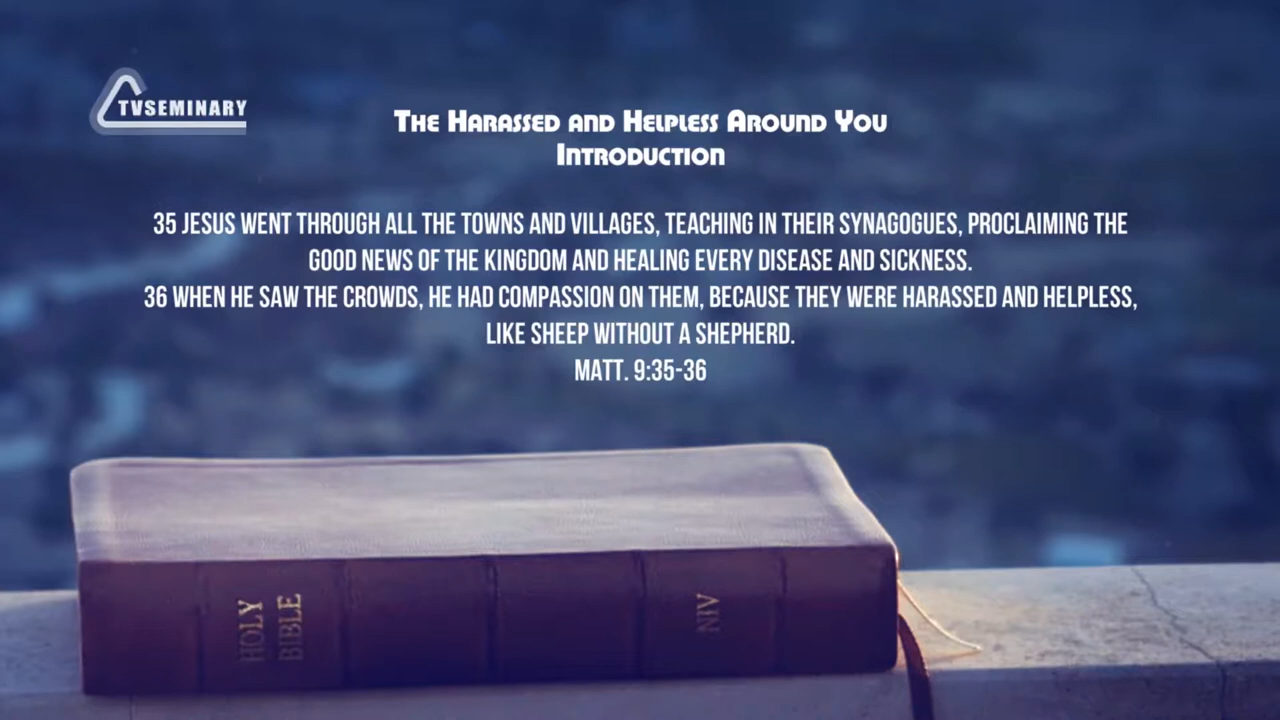 TVSEMINARY
The Harassed and Helpless Around You
Introduction
35 JESUS WENT THROUGH ALL THE TOWNS AND VILLAGES, TEACHING IN THEIR SYNAGOGUES, PROCLAIMING THE
GOOD NEWS OF THE KINGDOM AND HEALING EVERY DISEASE AND SICKNESS.
36 WHEN HE SAW THE CROWDS, HE HAD COMPASSION ON THEM, BECAUSE THEY WERE HARASSED AND HELPLESS,
LIKE SHEEP WITHOUT A SHEPHERD.
MATT. 9:35-36
HOLY
BIBLE
NIV